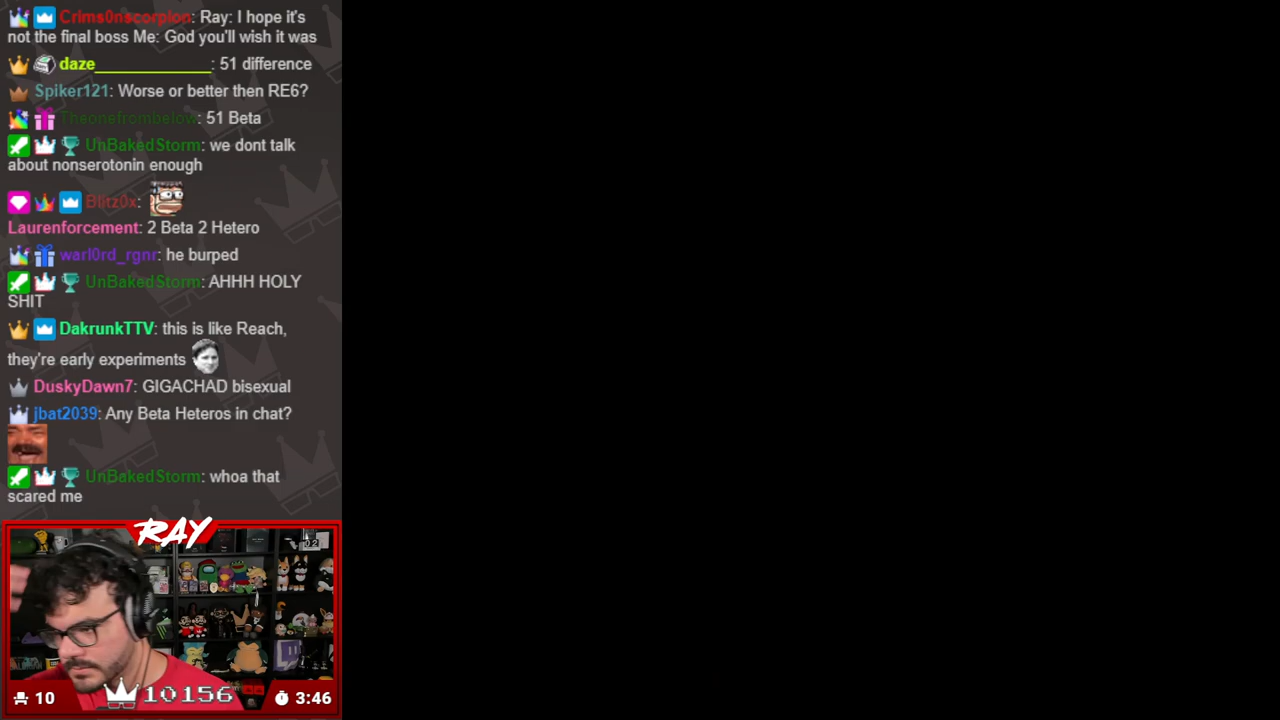 Crims0nscorpion: Ray: I hope it's
not the final boss Me: God you'll wish it was
daze_____________: 51 difference
Spiker121: Worse or better then RE6?
Theonefrombelow: 51 Beta
UnBakedStorm: we dont talk
about nonserotonin enough
Blitz0x:
Laurenforcement: 2 Beta 2 Hetero
warl0rd_rgnr: he burped
UnBakedStorm: AHHH HOLY
SHIT
DakrunkTTV: this is like Reach,
they're early experiments
DuskyDawn7: GIGACHAD bisexual
jbat2039: Any Beta Heteros in chat?
UnBakedStorm: whoa that
scared me
RAY
10
10156
3:46